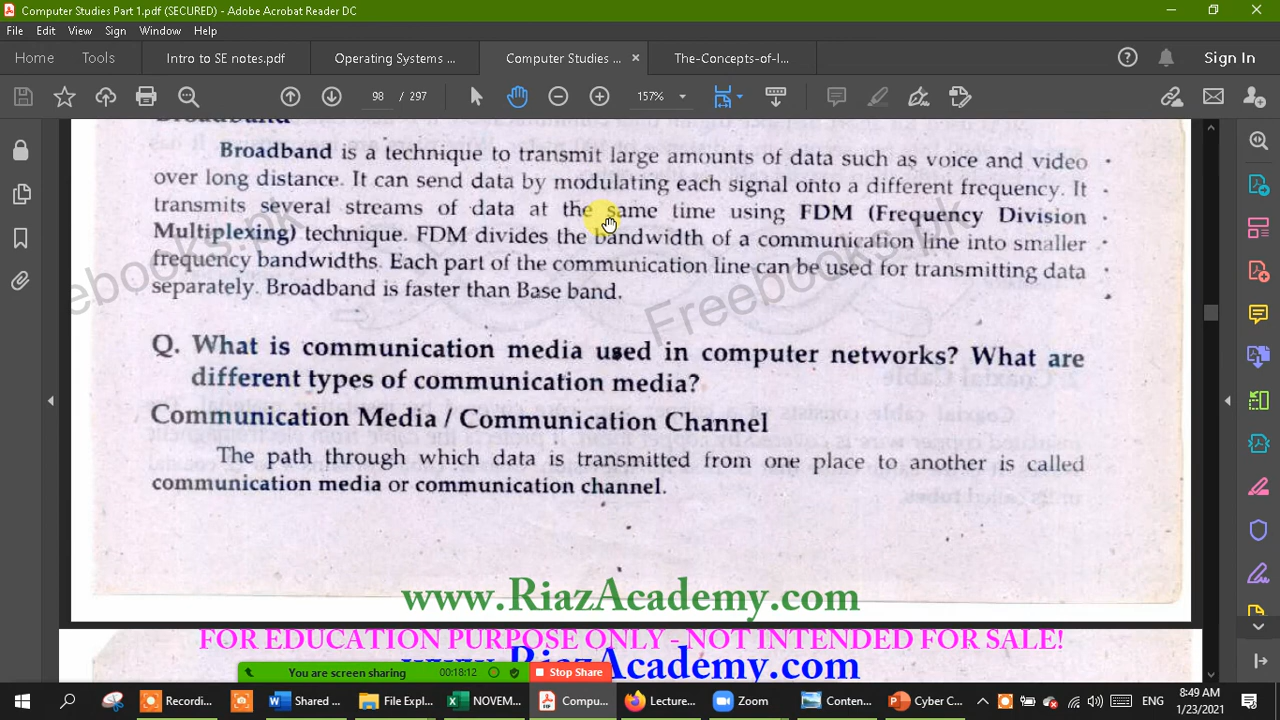 Computer Studies Part 1.pdf (SECURED) - Adobe Acrobat Reader DC
File Edit View Sign Window Help
Home Tools Intro to SE notes.pdf Operating Systems ... Computer Studies ... × The-Concepts-of-I... Sign In
98 / 297 157%
Broadband
Broadband is a technique to transmit large amounts of data such as voice and video
over long distance. It can send data by modulating each signal onto a different frequency. It
transmits several streams of data at the same time using FDM (Frequency Division
Multiplexing) technique. FDM divides the bandwidth of a communication line into smaller
frequency bandwidths. Each part of the communication line can be used for transmitting data
separately. Broadband is faster than Base band.
ebooks.pk
Freebooks.pk
Q. What is communication media used in computer networks? What are
different types of communication media?
Communication Media / Communication Channel
The path through which data is transmitted from one place to another is called
communication media or communication channel.
www.RiazAcademy.com
FOR EDUCATION PURPOSE ONLY - NOT INTENDED FOR SALE!
www.RiazAcademy.com
You are screen sharing 00:18:12 Stop Share
Recordi... Shared ... File Expl... NOVEM... Compu... Lecture... Zoom Conten... Cyber C... ENG
8:49 AM
1/23/2021